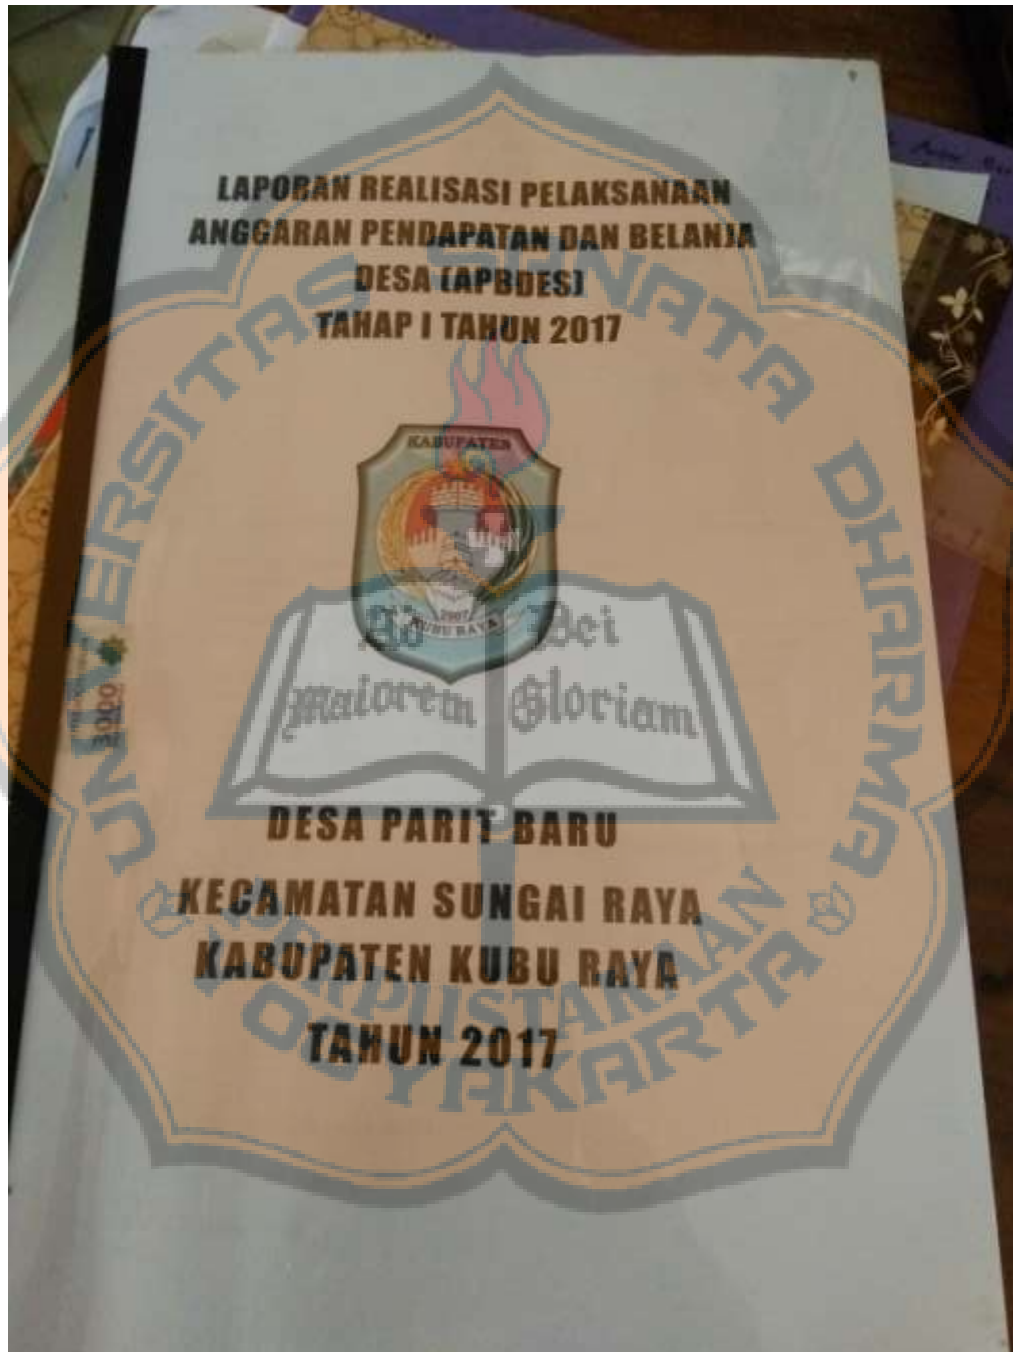 LAPORAN REALISASI PELAKSANAAN
ANGGARAN PENDAPATAN DAN BELANJA
DESA (APBDES)
TAHAP I TAHUN 2017
KABUPATEN
2007
KUBU RAYA
DESA PARIT BARU
KECAMATAN SUNGAI RAYA
KABUPATEN KUBU RAYA
TAHUN 2017
UNIVERSITAS SANATA DHARMA
Ad Dei
Maiorem Gloriam
PERPUSTAKAAN
YOGYAKARTA